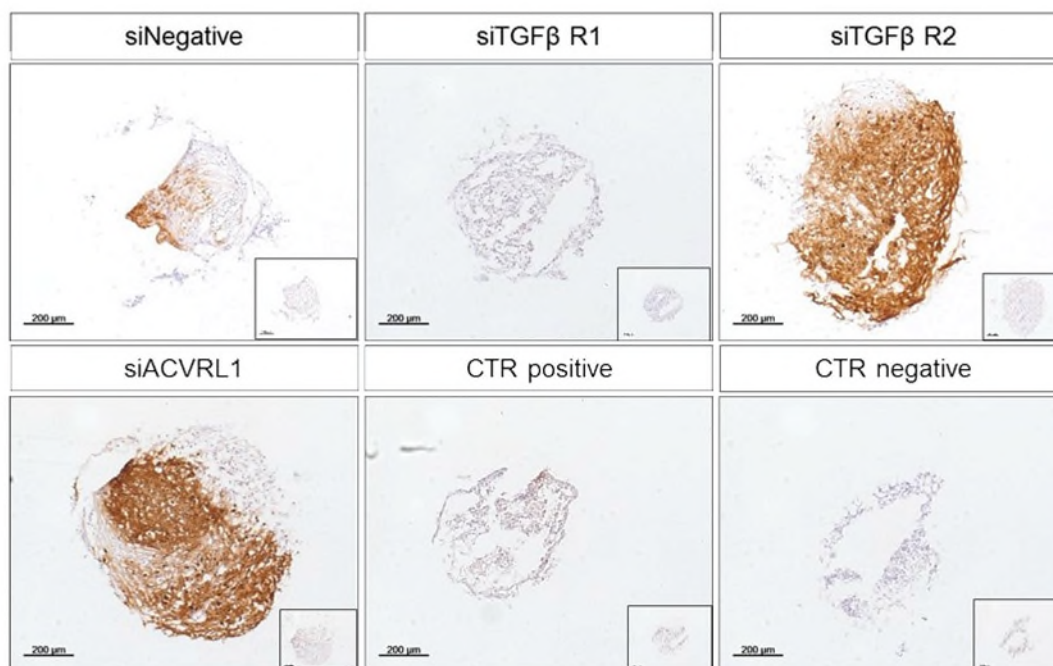 siNegative
siTGFβ R1
siTGFβ R2
200 µm
200 µm
200 µm
siACVRL1
CTR positive
CTR negative
200 µm
200 µm
200 µm